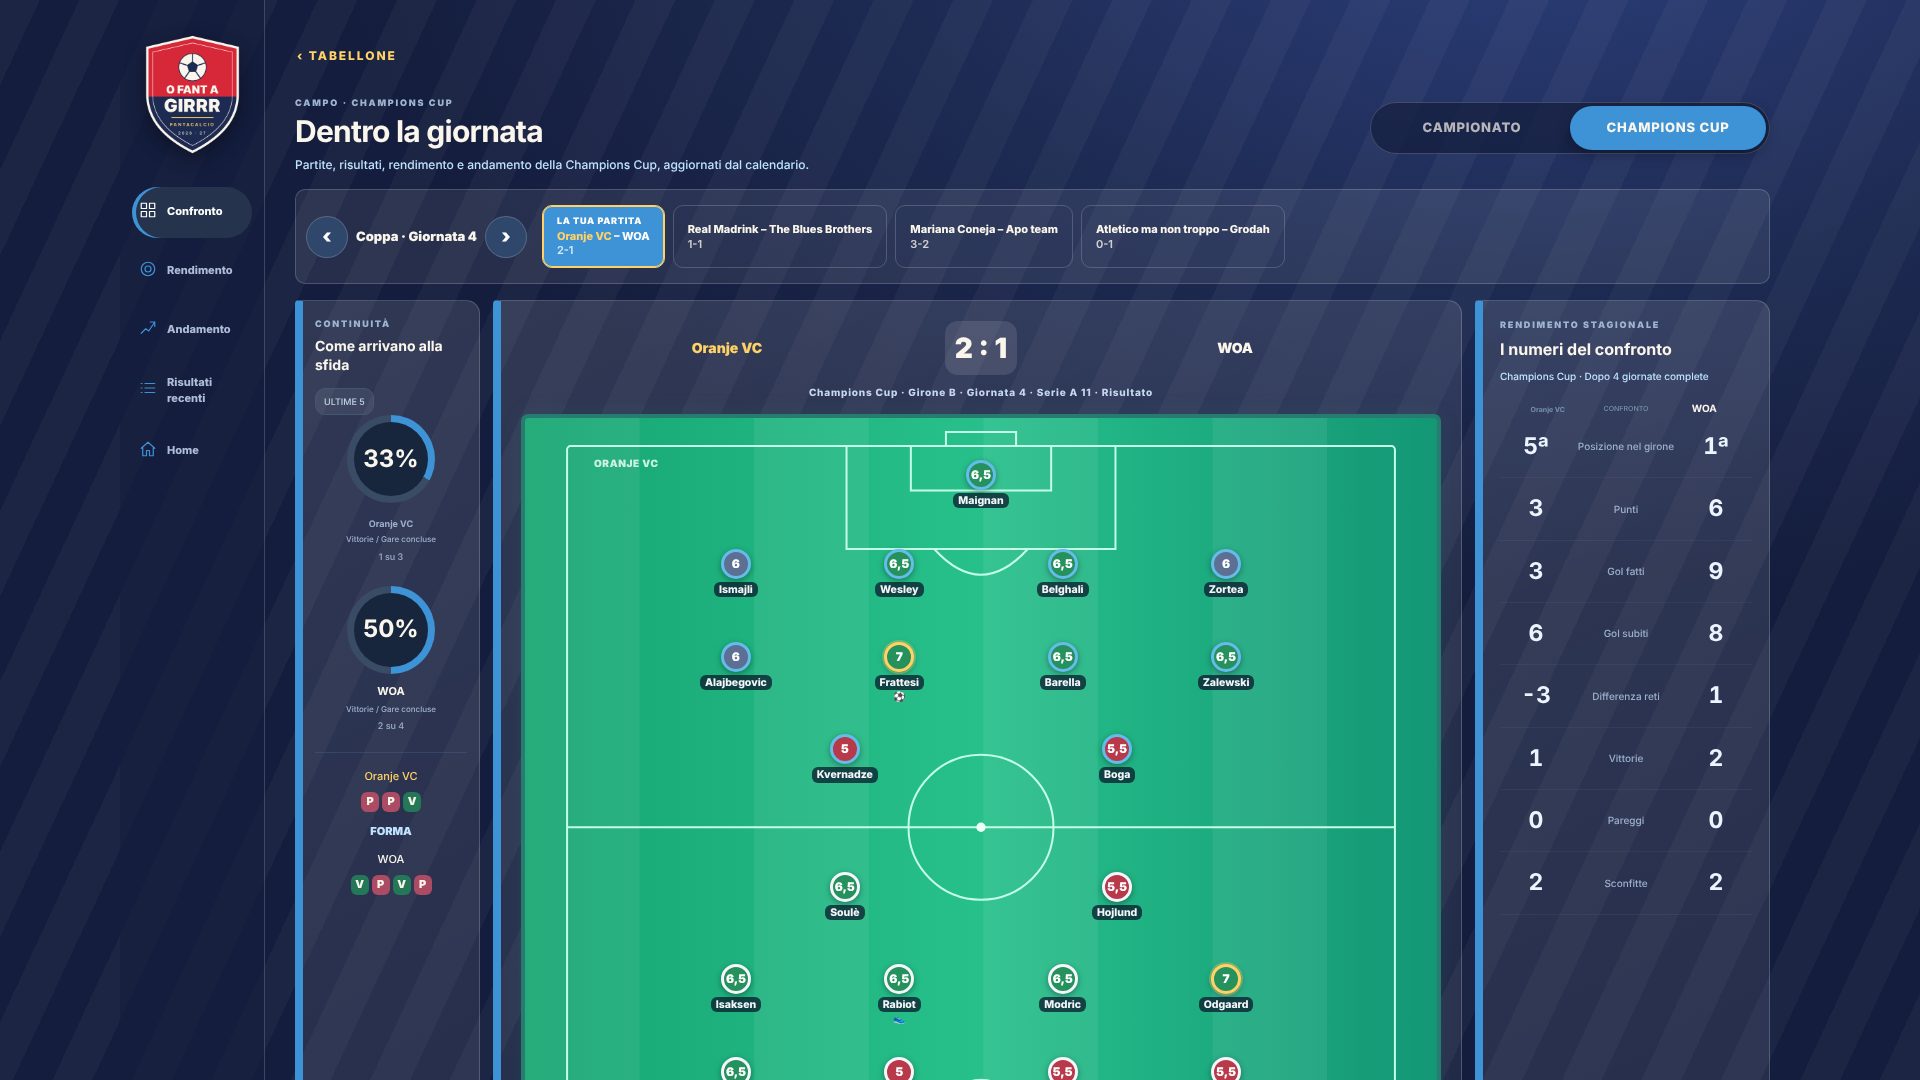 O FANT A
GIRRR
FANTACALCIO
2026 · 27
Confronto
Rendimento
Andamento
Risultati
recenti
Home
‹ TABELLONE
CAMPO · CHAMPIONS CUP
Dentro la giornata
Partite, risultati, rendimento e andamento della Champions Cup, aggiornati dal calendario.
CAMPIONATO
CHAMPIONS CUP
‹
Coppa · Giornata 4
›
LA TUA PARTITA
Oranje VC – WOA
2-1
Real Madrink – The Blues Brothers
1-1
Mariana Coneja – Apo team
3-2
Atletico ma non troppo – Grodah
0-1
CONTINUITÀ
Come arrivano alla
sfida
ULTIME 5
33%
Oranje VC
Vittorie / Gare concluse
1 su 3
50%
WOA
Vittorie / Gare concluse
2 su 4
Oranje VC
P P V
FORMA
WOA
V P V P
Oranje VC
2 : 1
WOA
Champions Cup · Girone B · Giornata 4 · Serie A 11 · Risultato
ORANJE VC
6,5
Maignan
6 6,5 6,5 6
Ismajli Wesley Belghali Zortea
6 7 6,5 6,5
Alajbegovic Frattesi Barella Zalewski
5 5,5
Kvernadze Boga
6,5 5,5
Soulè Hojlund
6,5 6,5 6,5 7
Isaksen Rabiot Modric Odgaard
6,5 5 5,5 5,5
RENDIMENTO STAGIONALE
I numeri del confronto
Champions Cup · Dopo 4 giornate complete
Oranje VC CONFRONTO WOA
5ª Posizione nel girone 1ª
3 Punti 6
3 Gol fatti 9
6 Gol subiti 8
-3 Differenza reti 1
1 Vittorie 2
0 Pareggi 0
2 Sconfitte 2